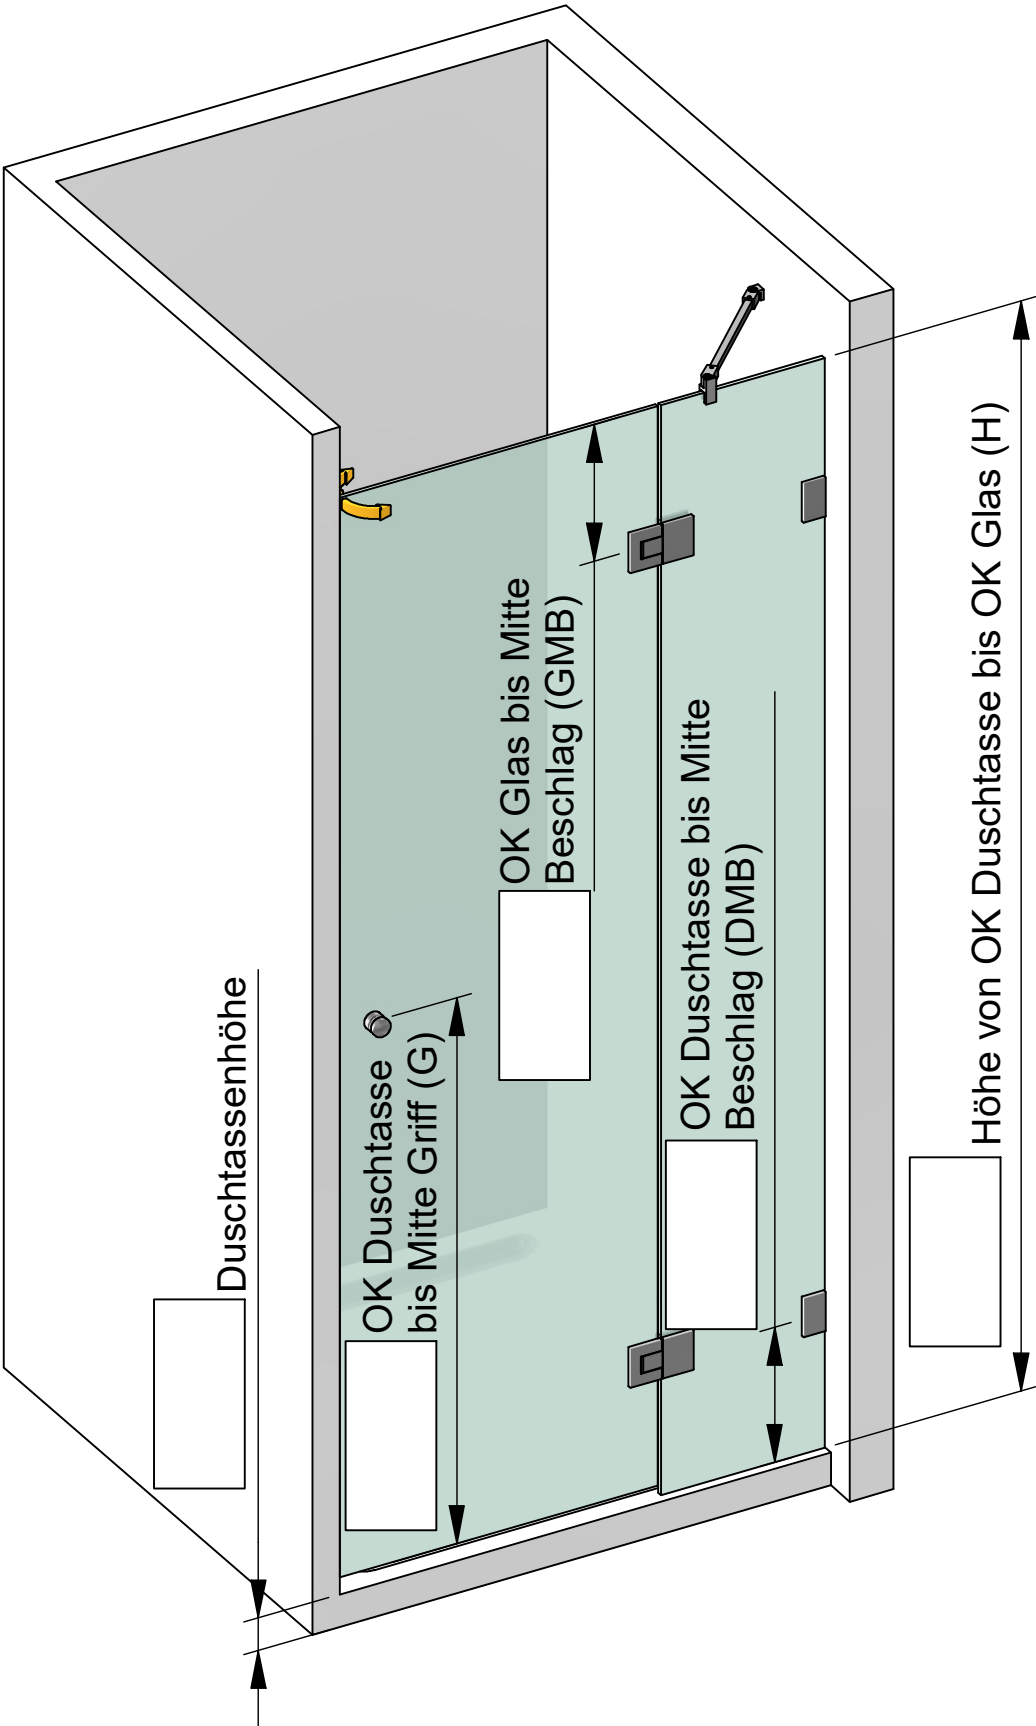 Duschtassenhöhe
OK Duschtasse
bis Mitte Griff (G)
OK Glas bis Mitte
Beschlag (GMB)
OK Duschtasse bis Mitte
Beschlag (DMB)
Höhe von OK Duschtasse bis OK Glas (H)